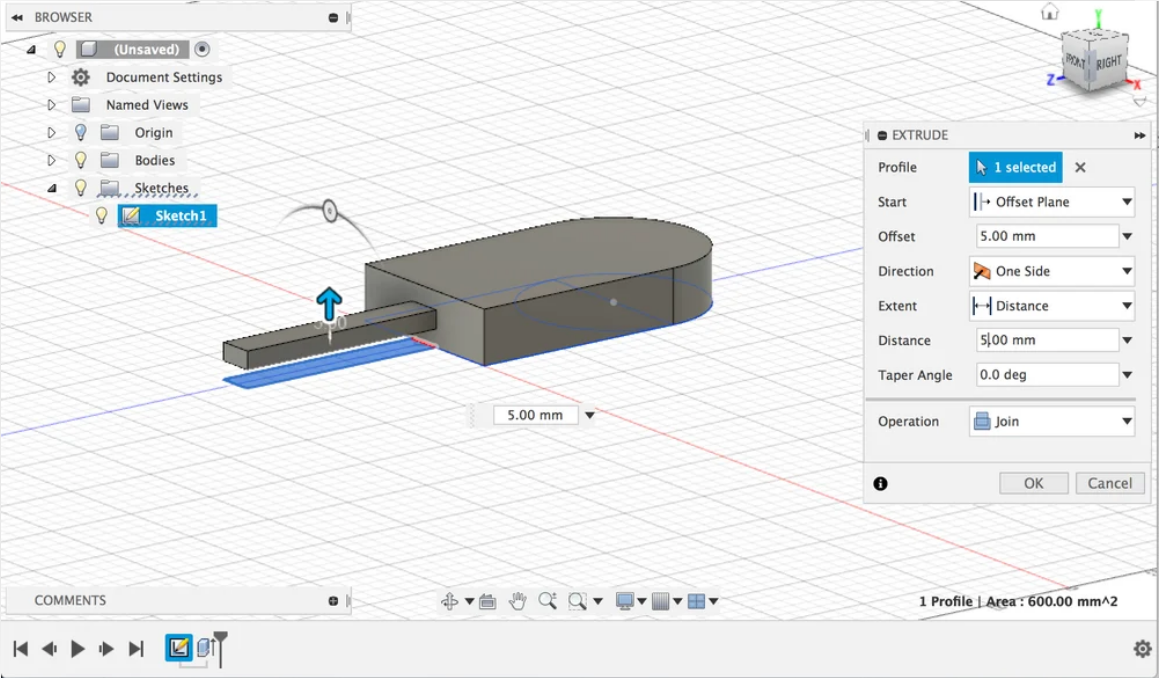 BROWSER
(Unsaved)
Document Settings
Named Views
Origin
Bodies
Sketches
Sketch1
Y
FRONT
RIGHT
Z
X
EXTRUDE
Profile
1 selected
Start
Offset Plane
Offset
5.00 mm
Direction
One Side
Extent
Distance
Distance
5.00 mm
Taper Angle
0.0 deg
Operation
Join
OK
Cancel
5.00 mm
COMMENTS
1 Profile | Area : 600.00 mm^2